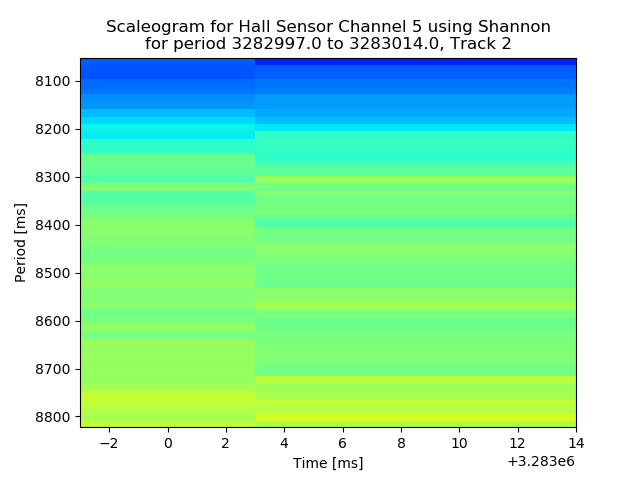 Scaleogram for Hall Sensor Channel 5 using Shannon
for period 3282997.0 to 3283014.0, Track 2
8100
8200
8300
8400
8500
8600
8700
8800
Period [ms]
−2 0 2 4 6 8 10 12 14
Time [ms]
+3.283e6